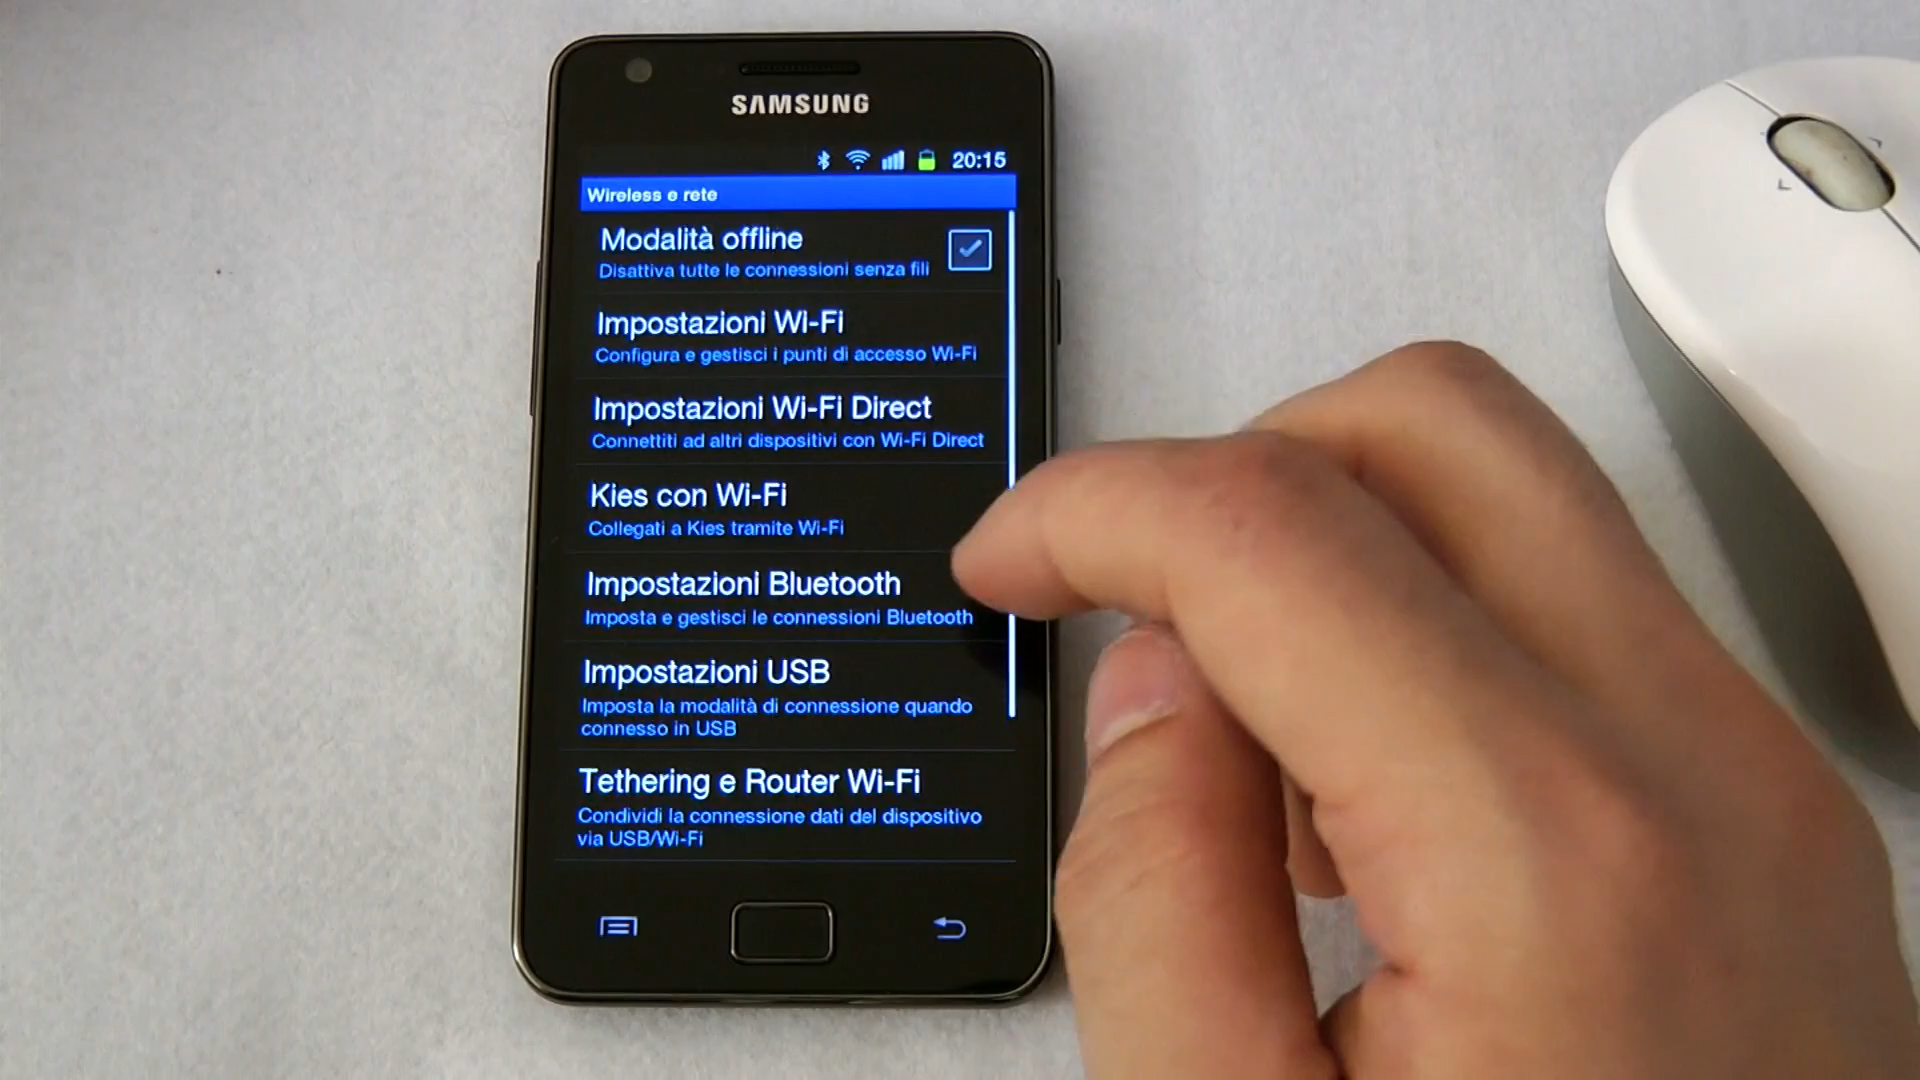 SAMSUNG
20:15
Wireless e rete
Modalità offline
Disattiva tutte le connessioni senza fili
Impostazioni Wi-Fi
Configura e gestisci i punti di accesso Wi-Fi
Impostazioni Wi-Fi Direct
Connettiti ad altri dispositivi con Wi-Fi Direct
Kies con Wi-Fi
Collegati a Kies tramite Wi-Fi
Impostazioni Bluetooth
Imposta e gestisci le connessioni Bluetooth
Impostazioni USB
Imposta la modalità di connessione quando
connesso in USB
Tethering e Router Wi-Fi
Condividi la connessione dati del dispositivo
via USB/Wi-Fi